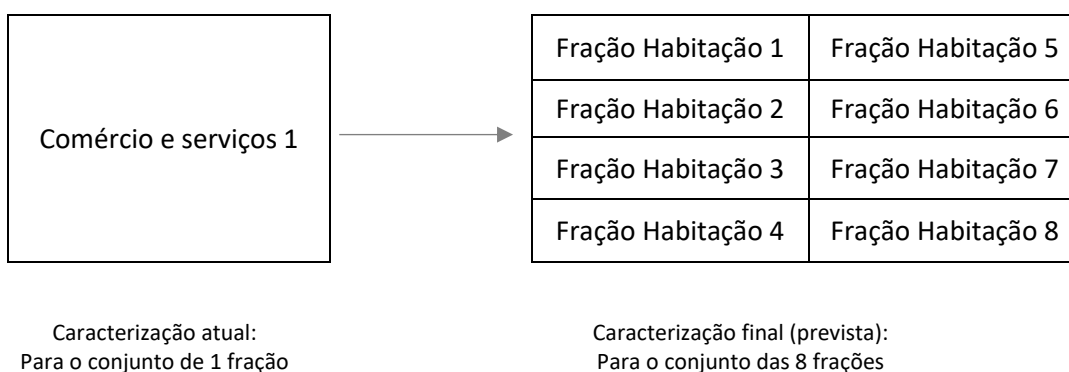 Comércio e serviços 1
Fração Habitação 1
Fração Habitação 5
Fração Habitação 2
Fração Habitação 6
Fração Habitação 3
Fração Habitação 7
Fração Habitação 4
Fração Habitação 8
Caracterização atual:
Para o conjunto de 1 fração
Caracterização final (prevista):
Para o conjunto das 8 frações